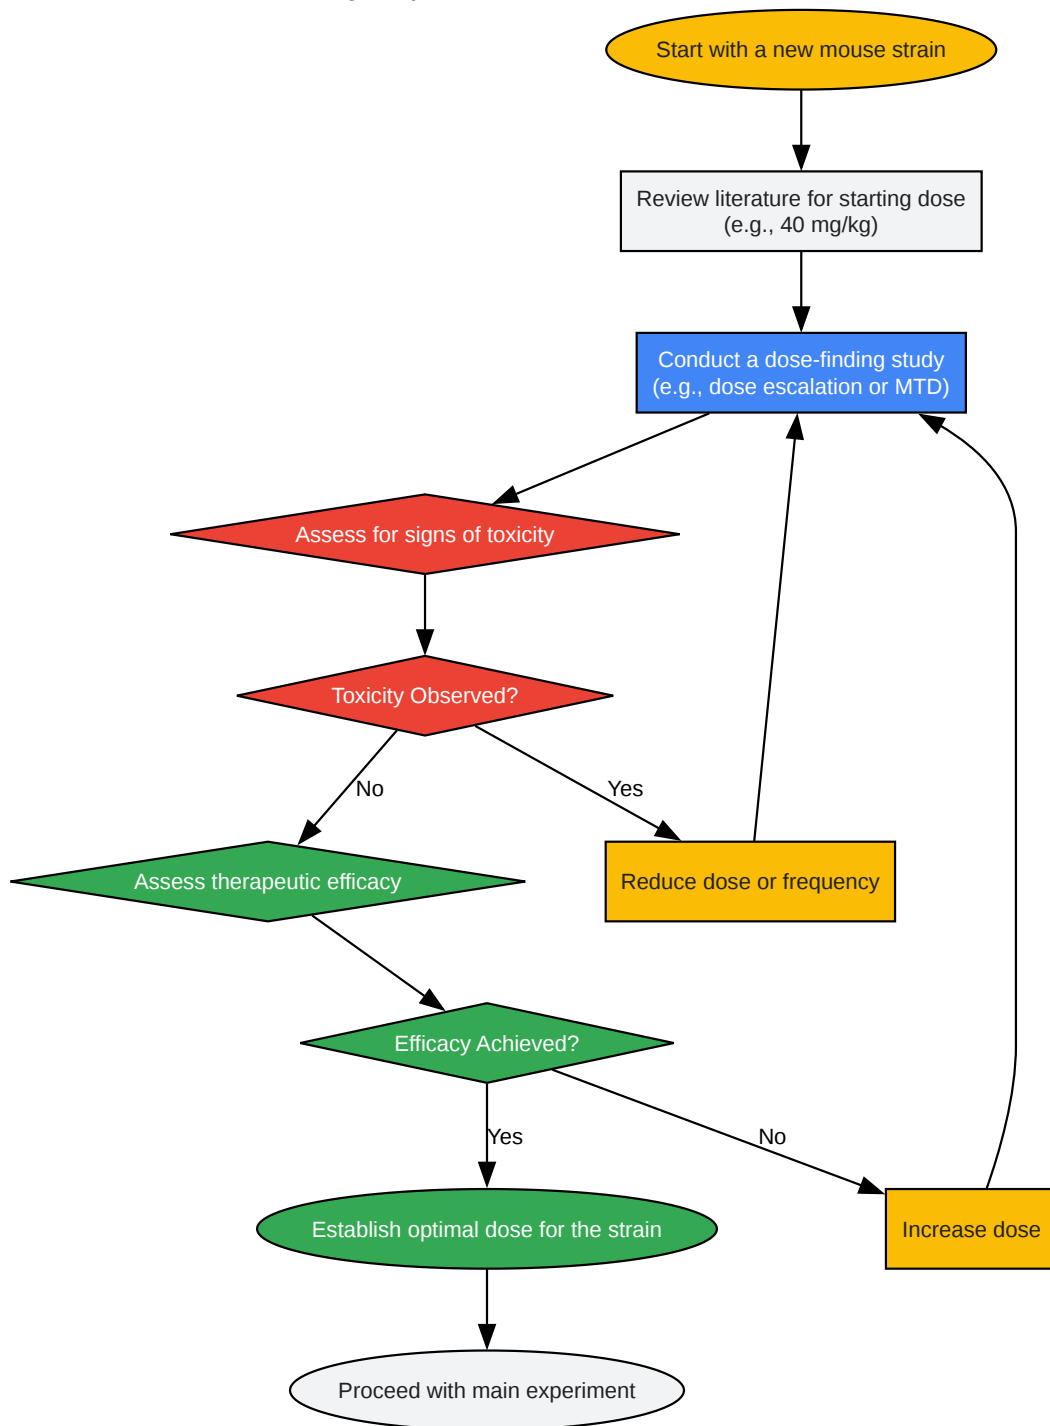 Start with a new mouse strain
Review literature for starting dose
(e.g., 40 mg/kg)
Conduct a dose-finding study
(e.g., dose escalation or MTD)
Assess for signs of toxicity
Toxicity Observed?
No
Yes
Assess therapeutic efficacy
Reduce dose or frequency
Efficacy Achieved?
Yes
No
Establish optimal dose for the strain
Increase dose
Proceed with main experiment